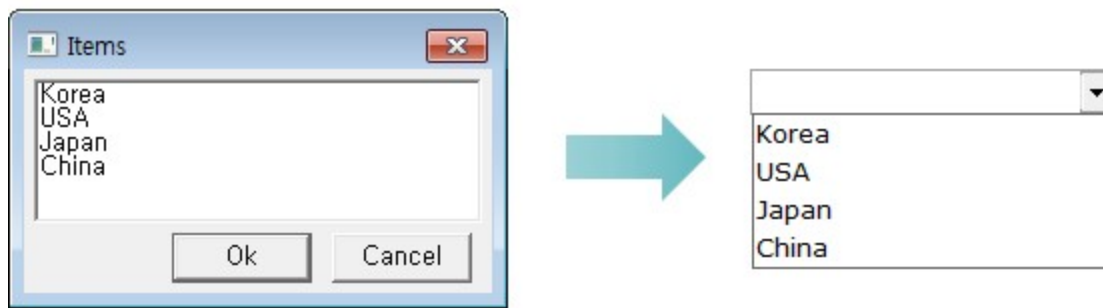 Items
Korea
USA
Japan
China
Ok
Cancel
Korea
USA
Japan
China